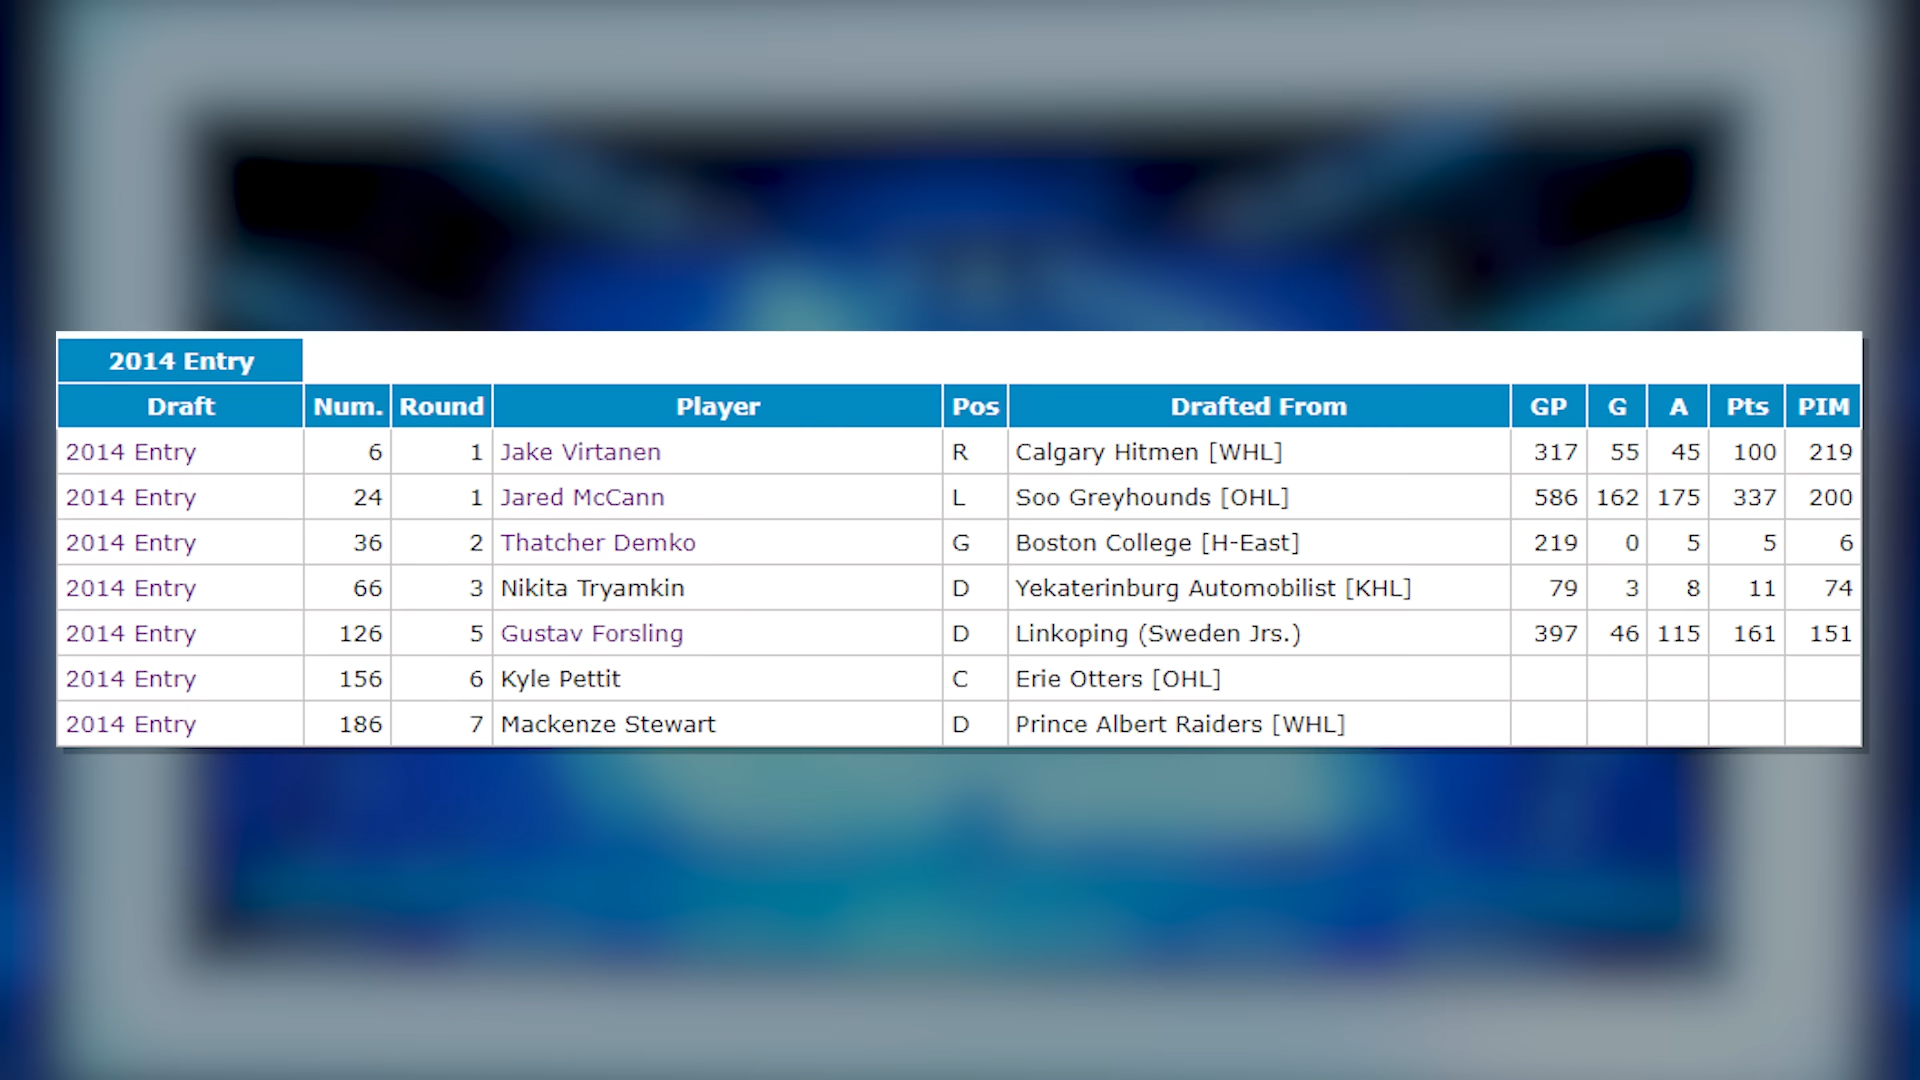 2014 Entry
Draft Num. Round Player Pos Drafted From GP G A Pts PIM
2014 Entry 6 1 Jake Virtanen R Calgary Hitmen [WHL] 317 55 45 100 219
2014 Entry 24 1 Jared McCann L Soo Greyhounds [OHL] 586 162 175 337 200
2014 Entry 36 2 Thatcher Demko G Boston College [H-East] 219 0 5 5 6
2014 Entry 66 3 Nikita Tryamkin D Yekaterinburg Automobilist [KHL] 79 3 8 11 74
2014 Entry 126 5 Gustav Forsling D Linkoping (Sweden Jrs.) 397 46 115 161 151
2014 Entry 156 6 Kyle Pettit C Erie Otters [OHL]
2014 Entry 186 7 Mackenze Stewart D Prince Albert Raiders [WHL]